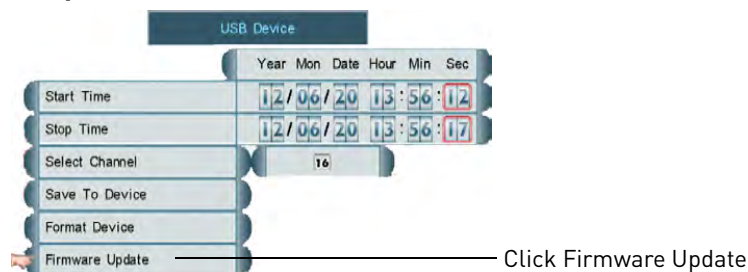 USB Device
Year Mon Date Hour Min Sec
Start Time 12/06/20 13:56:12
Stop Time 12/06/20 13:56:17
Select Channel 16
Save To Device
Format Device
Firmware Update Click Firmware Update